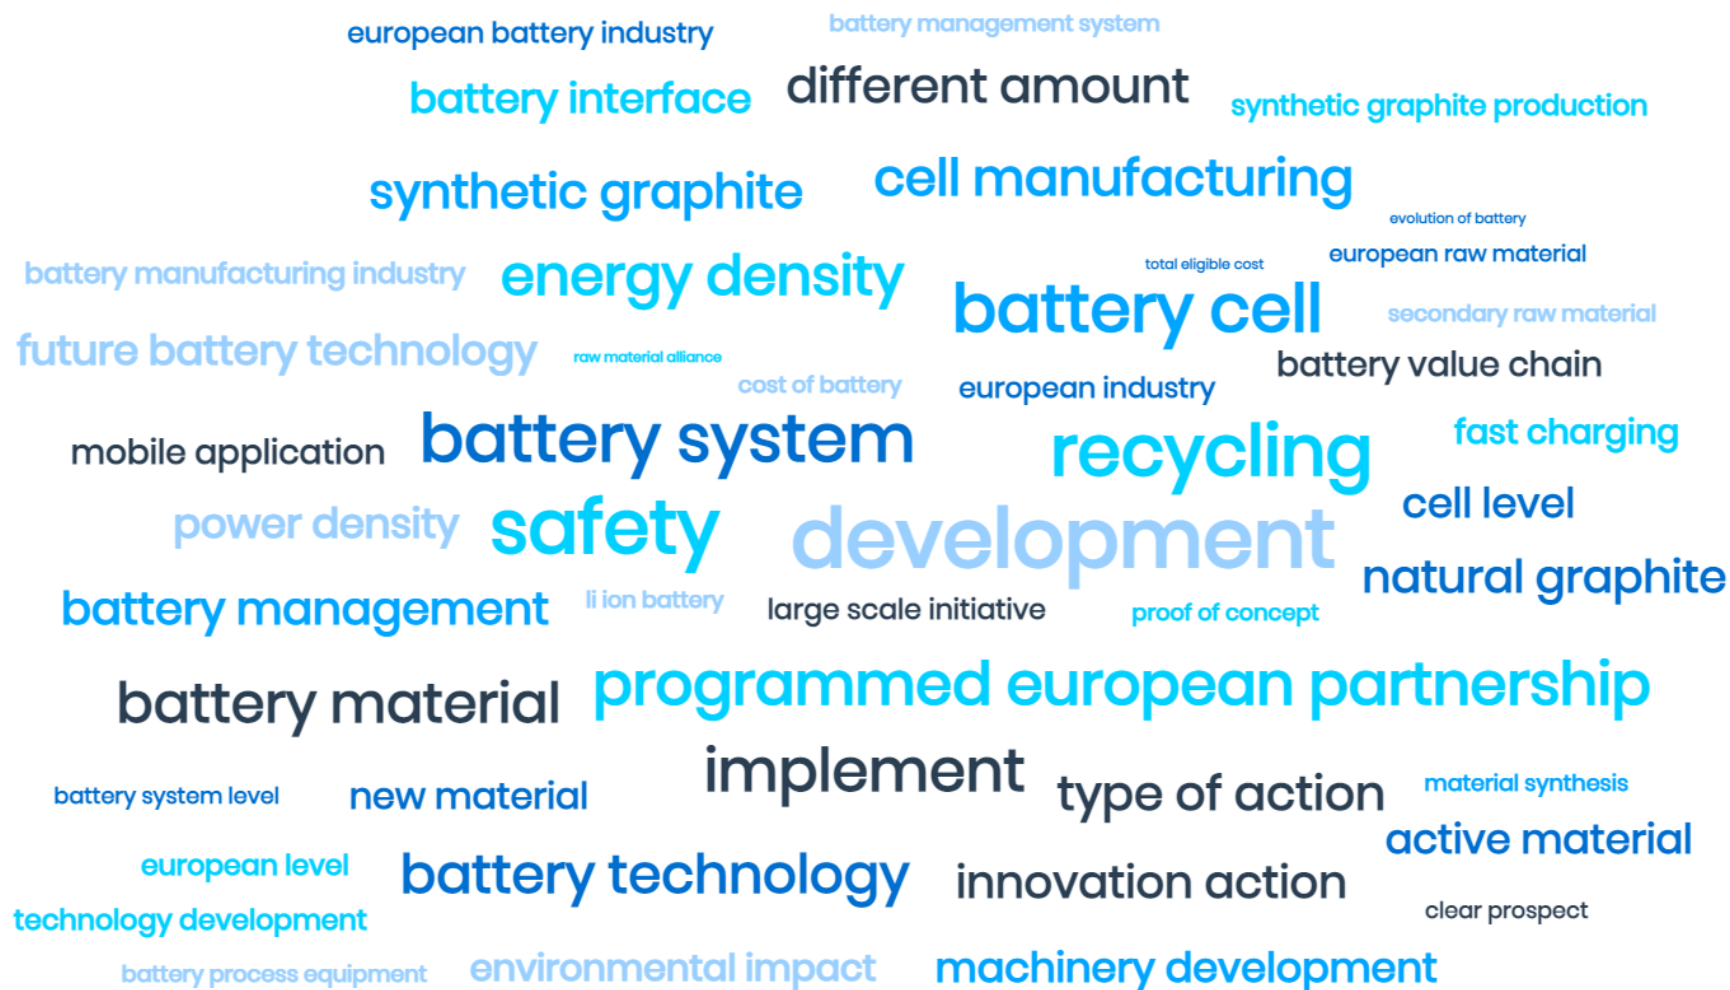 european battery industry
battery management system
battery interface
different amount
synthetic graphite production
synthetic graphite
cell manufacturing
evolution of battery
battery manufacturing industry
energy density
total eligible cost
european raw material
battery cell
secondary raw material
future battery technology
raw material alliance
battery value chain
cost of battery
european industry
mobile application
battery system
recycling
fast charging
power density
safety
development
cell level
natural graphite
battery management
li ion battery
large scale initiative
proof of concept
battery material
programmed european partnership
implement
battery system level
new material
type of action
material synthesis
active material
european level
battery technology
innovation action
clear prospect
technology development
battery process equipment
environmental impact
machinery development